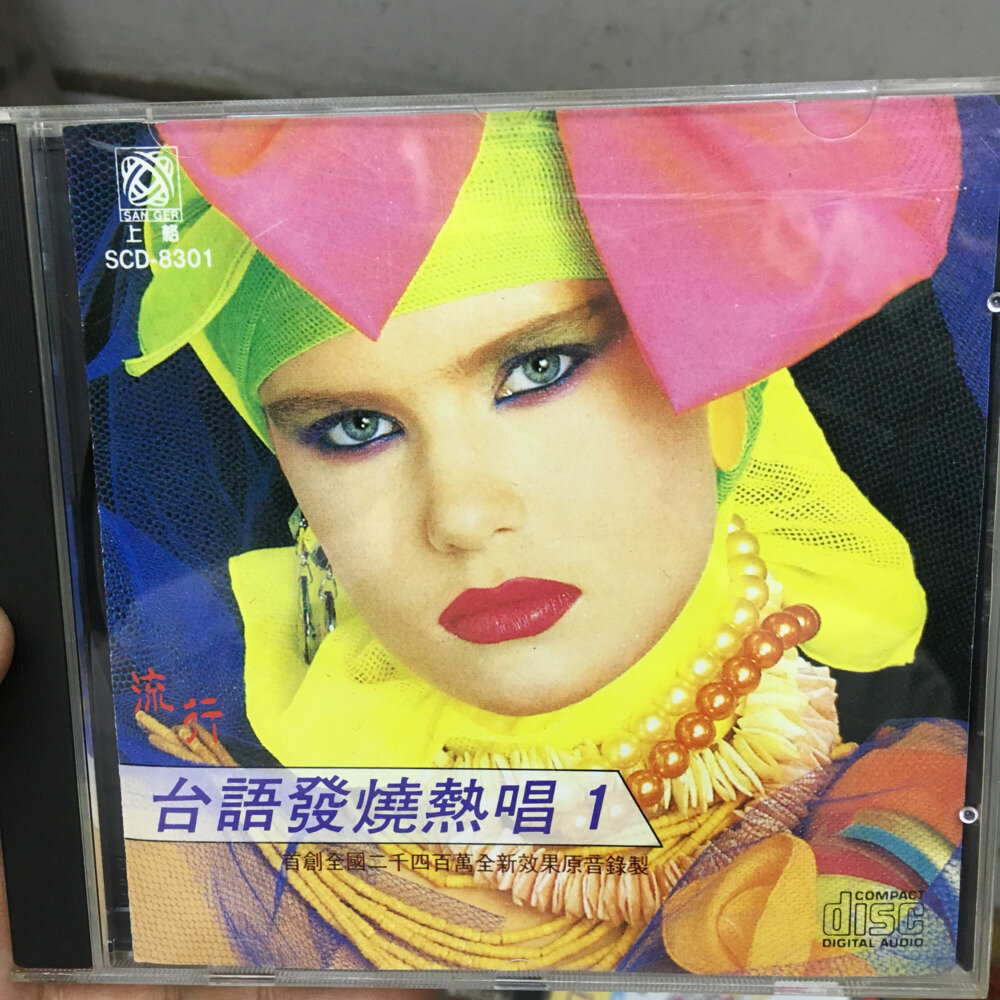 SAN GER
上格
SCD-8301
流行
台語發燒熱唱 1
首創全國二千四百萬全新效果原音錄製
COMPACT
disc
DIGITAL AUDIO